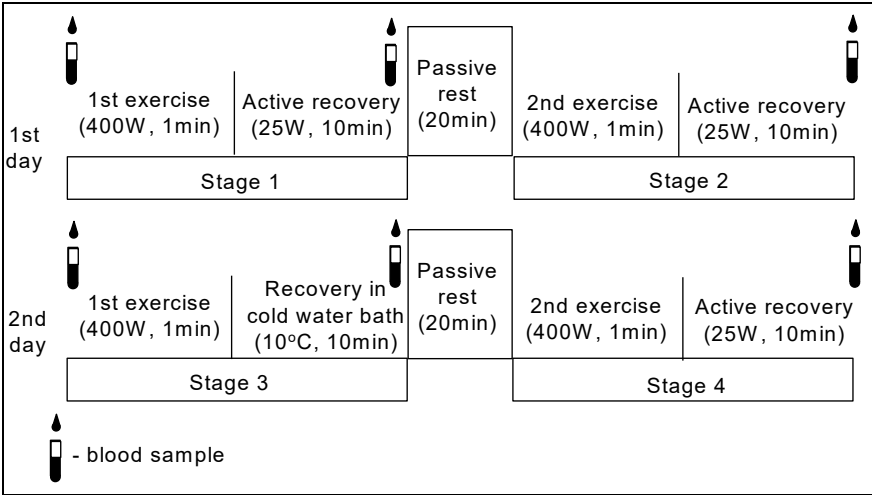 1st
day
1st exercise
(400W, 1min)
Active recovery
(25W, 10min)
Passive
rest
(20min)
2nd exercise
(400W, 1min)
Active recovery
(25W, 10min)
Stage 1
Stage 2
2nd
day
1st exercise
(400W, 1min)
Recovery in
cold water bath
(10°C, 10min)
Passive
rest
(20min)
2nd exercise
(400W, 1min)
Active recovery
(25W, 10min)
Stage 3
Stage 4
- blood sample